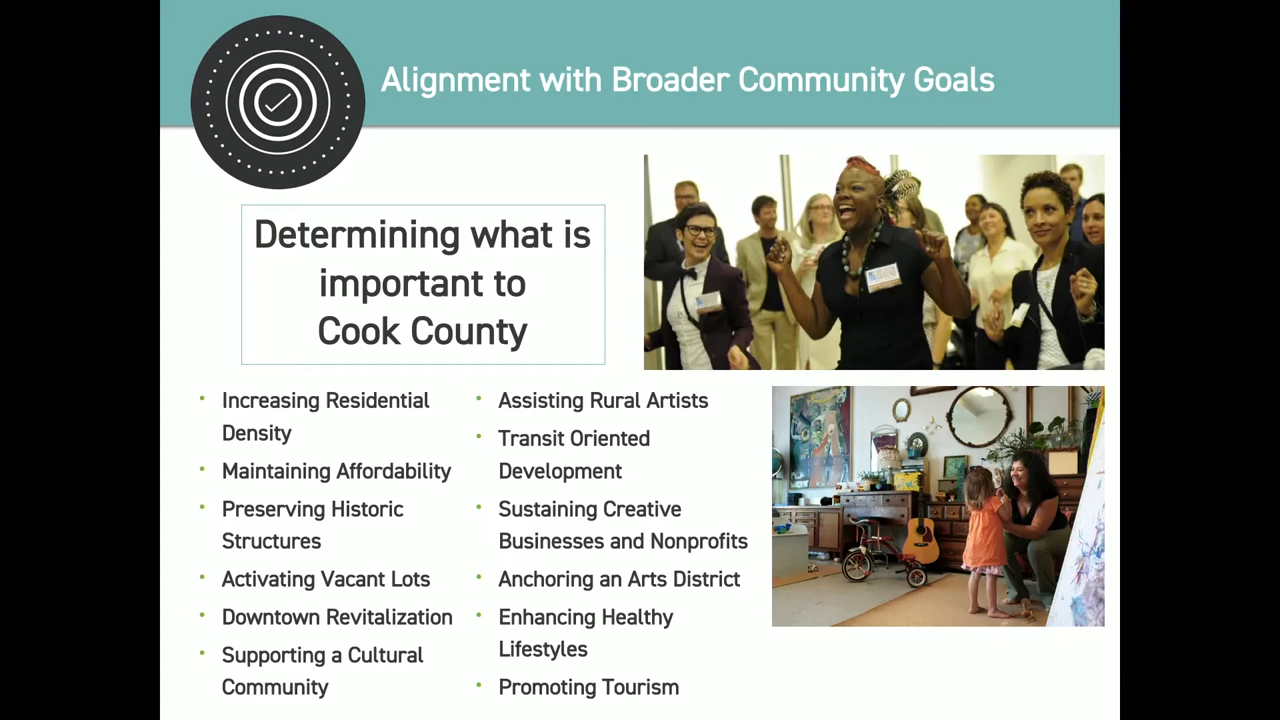 Alignment with Broader Community Goals
Determining what is
important to
Cook County
• Increasing Residential
Density
• Maintaining Affordability
• Preserving Historic
Structures
• Activating Vacant Lots
• Downtown Revitalization
• Supporting a Cultural
Community
• Assisting Rural Artists
• Transit Oriented
Development
• Sustaining Creative
Businesses and Nonprofits
• Anchoring an Arts District
• Enhancing Healthy
Lifestyles
• Promoting Tourism